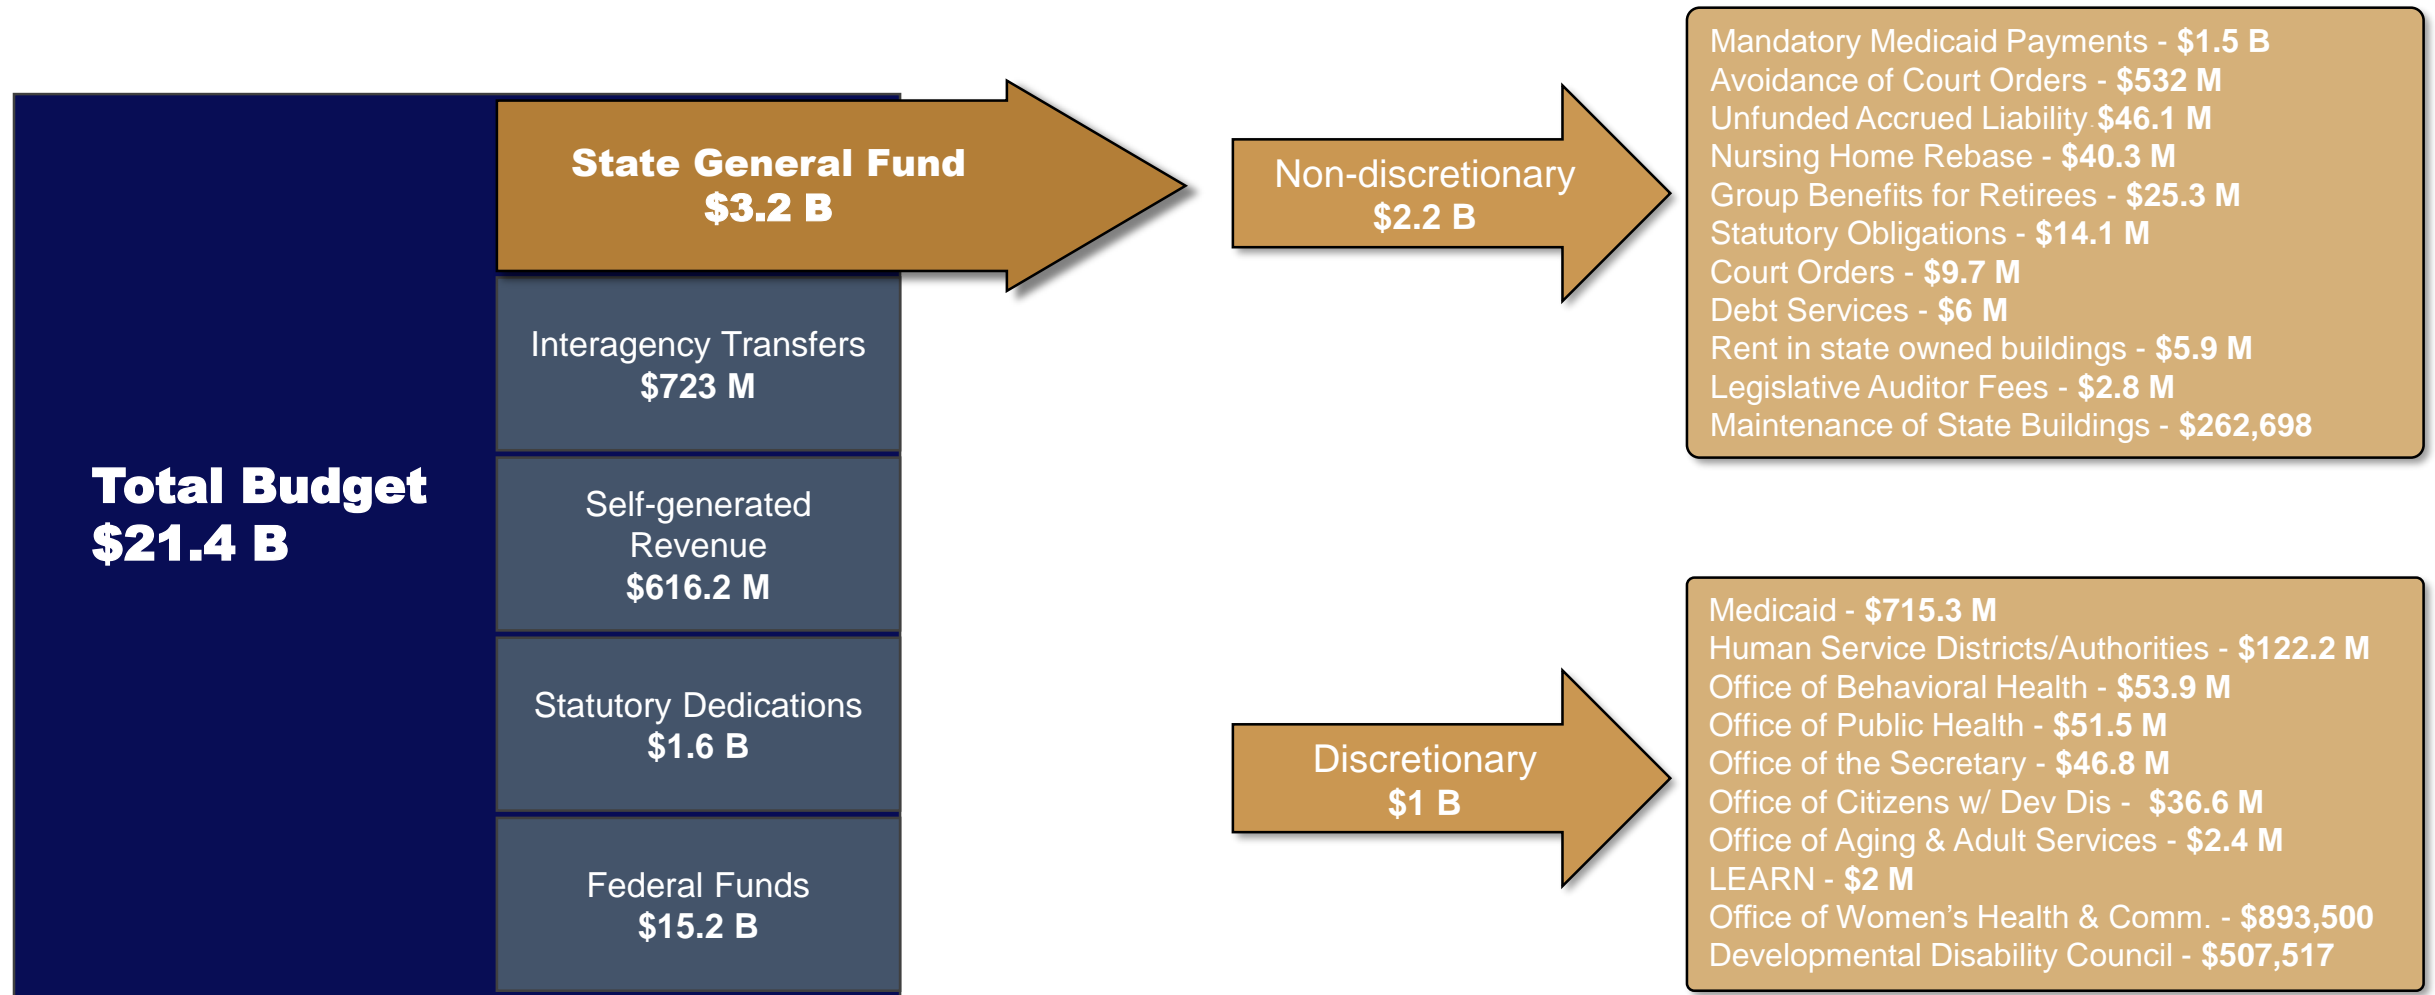 Total Budget
$21.4 B
State General Fund
$3.2 B
Interagency Transfers
$723 M
Self-generated
Revenue
$616.2 M
Statutory Dedications
$1.6 B
Federal Funds
$15.2 B
Non-discretionary
$2.2 B
Mandatory Medicaid Payments - $1.5 B
Avoidance of Court Orders - $532 M
Unfunded Accrued Liability - $46.1 M
Nursing Home Rebase - $40.3 M
Group Benefits for Retirees - $25.3 M
Statutory Obligations - $14.1 M
Court Orders - $9.7 M
Debt Services - $6 M
Rent in state owned buildings - $5.9 M
Legislative Auditor Fees - $2.8 M
Maintenance of State Buildings - $262,698
Discretionary
$1 B
Medicaid - $715.3 M
Human Service Districts/Authorities - $122.2 M
Office of Behavioral Health - $53.9 M
Office of Public Health - $51.5 M
Office of the Secretary - $46.8 M
Office of Citizens w/ Dev Dis - $36.6 M
Office of Aging & Adult Services - $2.4 M
LEARN - $2 M
Office of Women's Health & Comm. - $893,500
Developmental Disability Council - $507,517